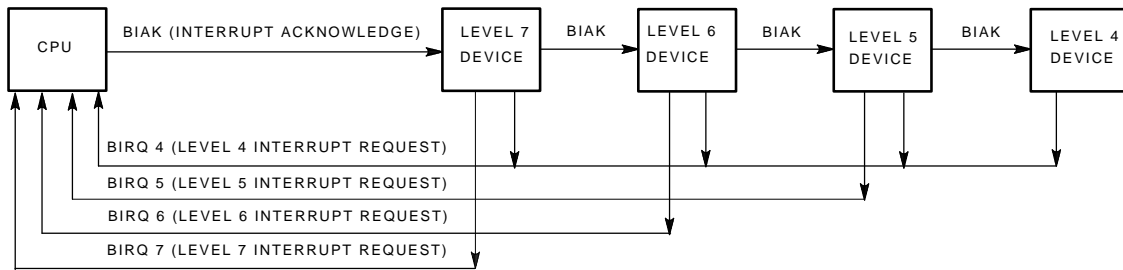 CPU
BIAK (INTERRUPT ACKNOWLEDGE)
LEVEL 7
DEVICE
BIAK
LEVEL 6
DEVICE
BIAK
LEVEL 5
DEVICE
BIAK
LEVEL 4
DEVICE
BIRQ 4 (LEVEL 4 INTERRUPT REQUEST)
BIRQ 5 (LEVEL 5 INTERRUPT REQUEST)
BIRQ 6 (LEVEL 6 INTERRUPT REQUEST)
BIRQ 7 (LEVEL 7 INTERRUPT REQUEST)